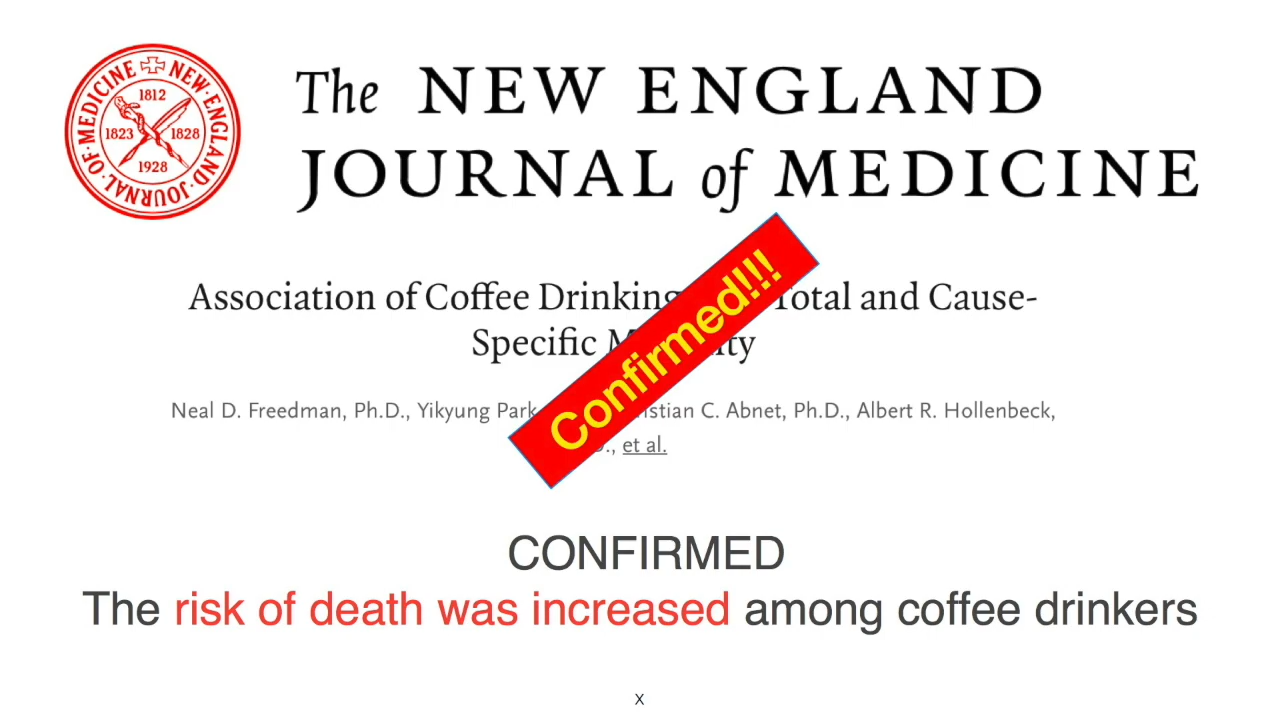 NEW·ENGLAND·JOURNAL·OF·MEDICINE
1812
1823 1828
1928
The NEW ENGLAND
JOURNAL of MEDICINE
Association of Coffee Drinking Total and Cause-
Specific
Confirmed!!!
Neal D. Freedman, Ph.D., Yikyung Park C. Abnet, Ph.D., Albert R. Hollenbeck,
et al.
CONFIRMED
The risk of death was increased among coffee drinkers
x